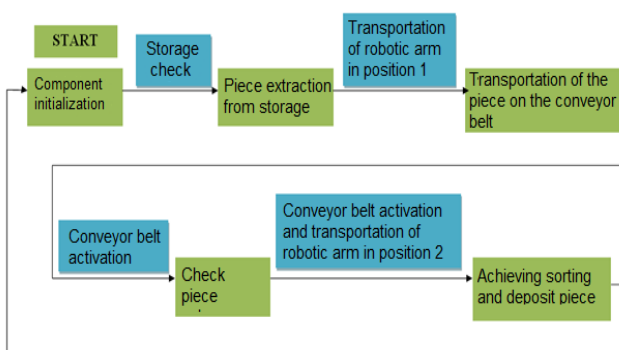 START
Storage
check
Transportation
of robotic arm
in position 1
Component
initialization
Piece extraction
from storage
Transportation of the
piece on the conveyor
belt
Conveyor belt
activation
Conveyor belt activation
and transportation of
robotic arm in position 2
Check
piece
Achieving sorting
and deposit piece